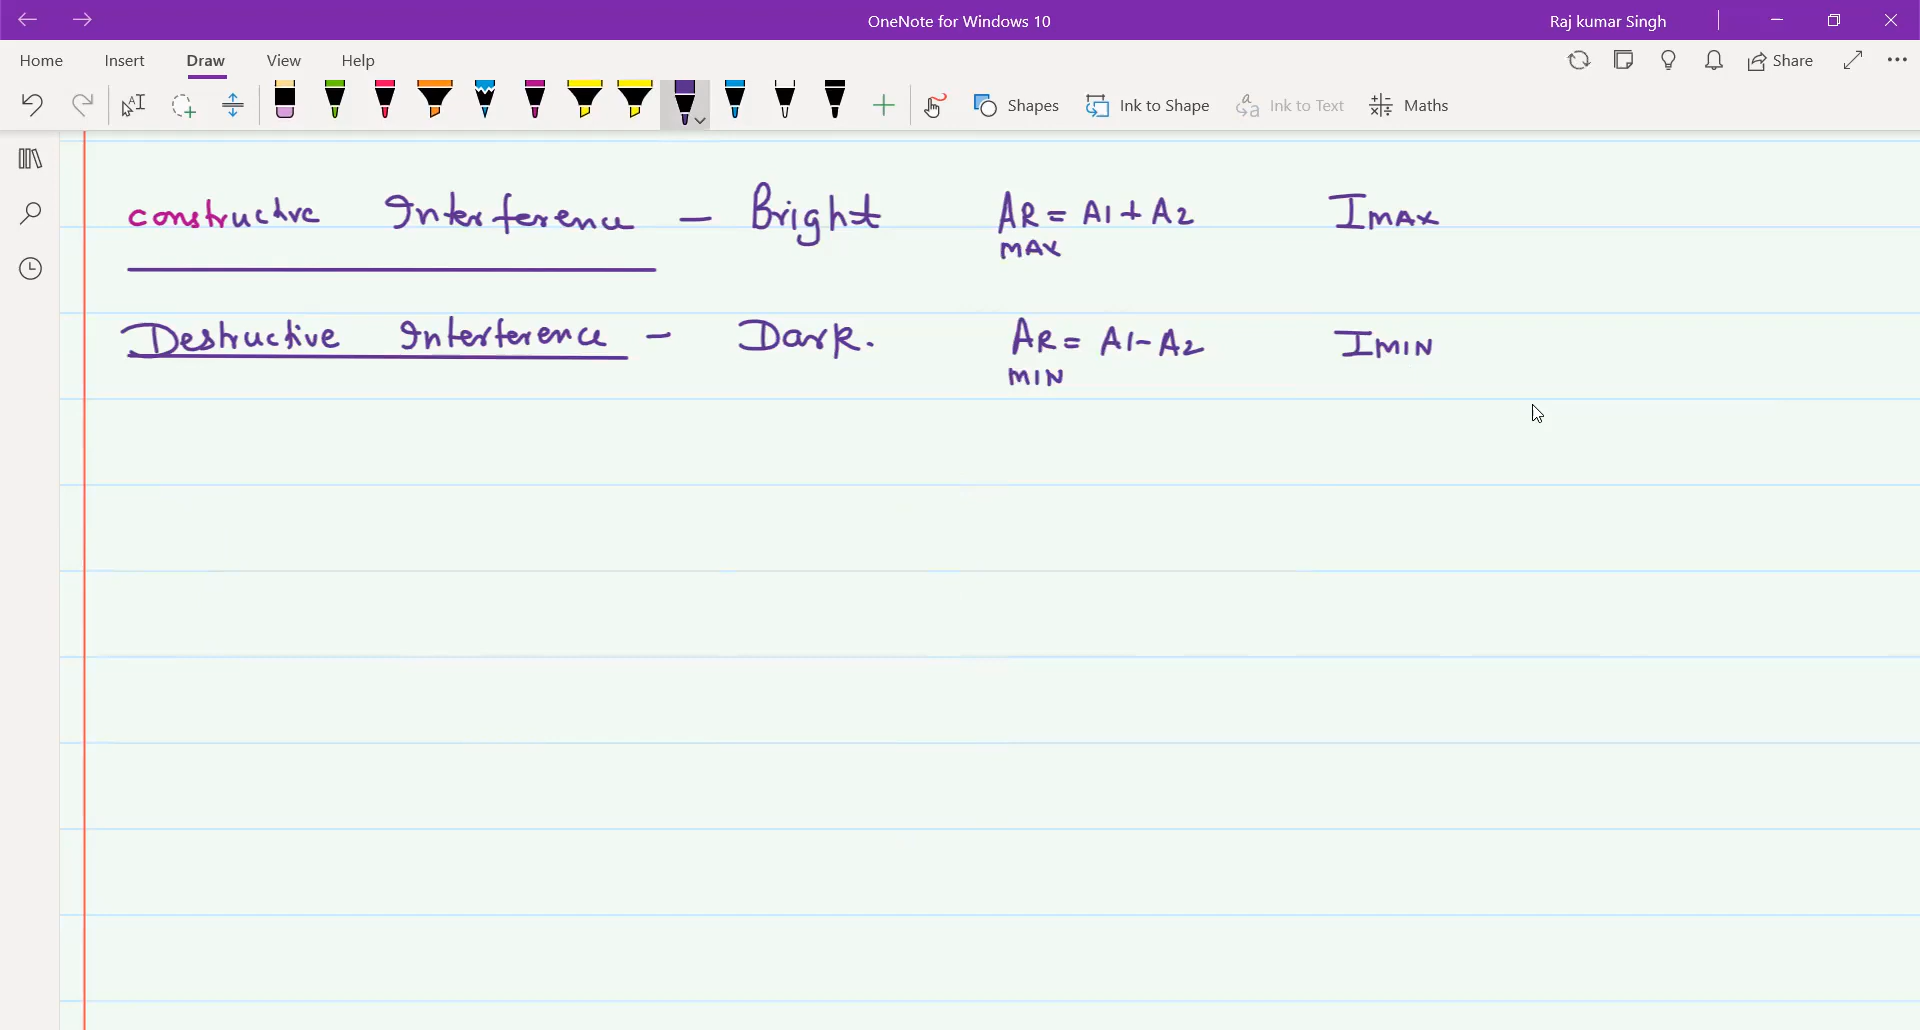 OneNote for Windows 10
Raj kumar Singh
Home Insert Draw View Help
Share
Shapes Ink to Shape Ink to Text Maths
constructive Interference - Bright AR = A1 + A2 IMAX
MAX
Destructive Interference - Dark. AR = A1 - A2 IMIN
MIN